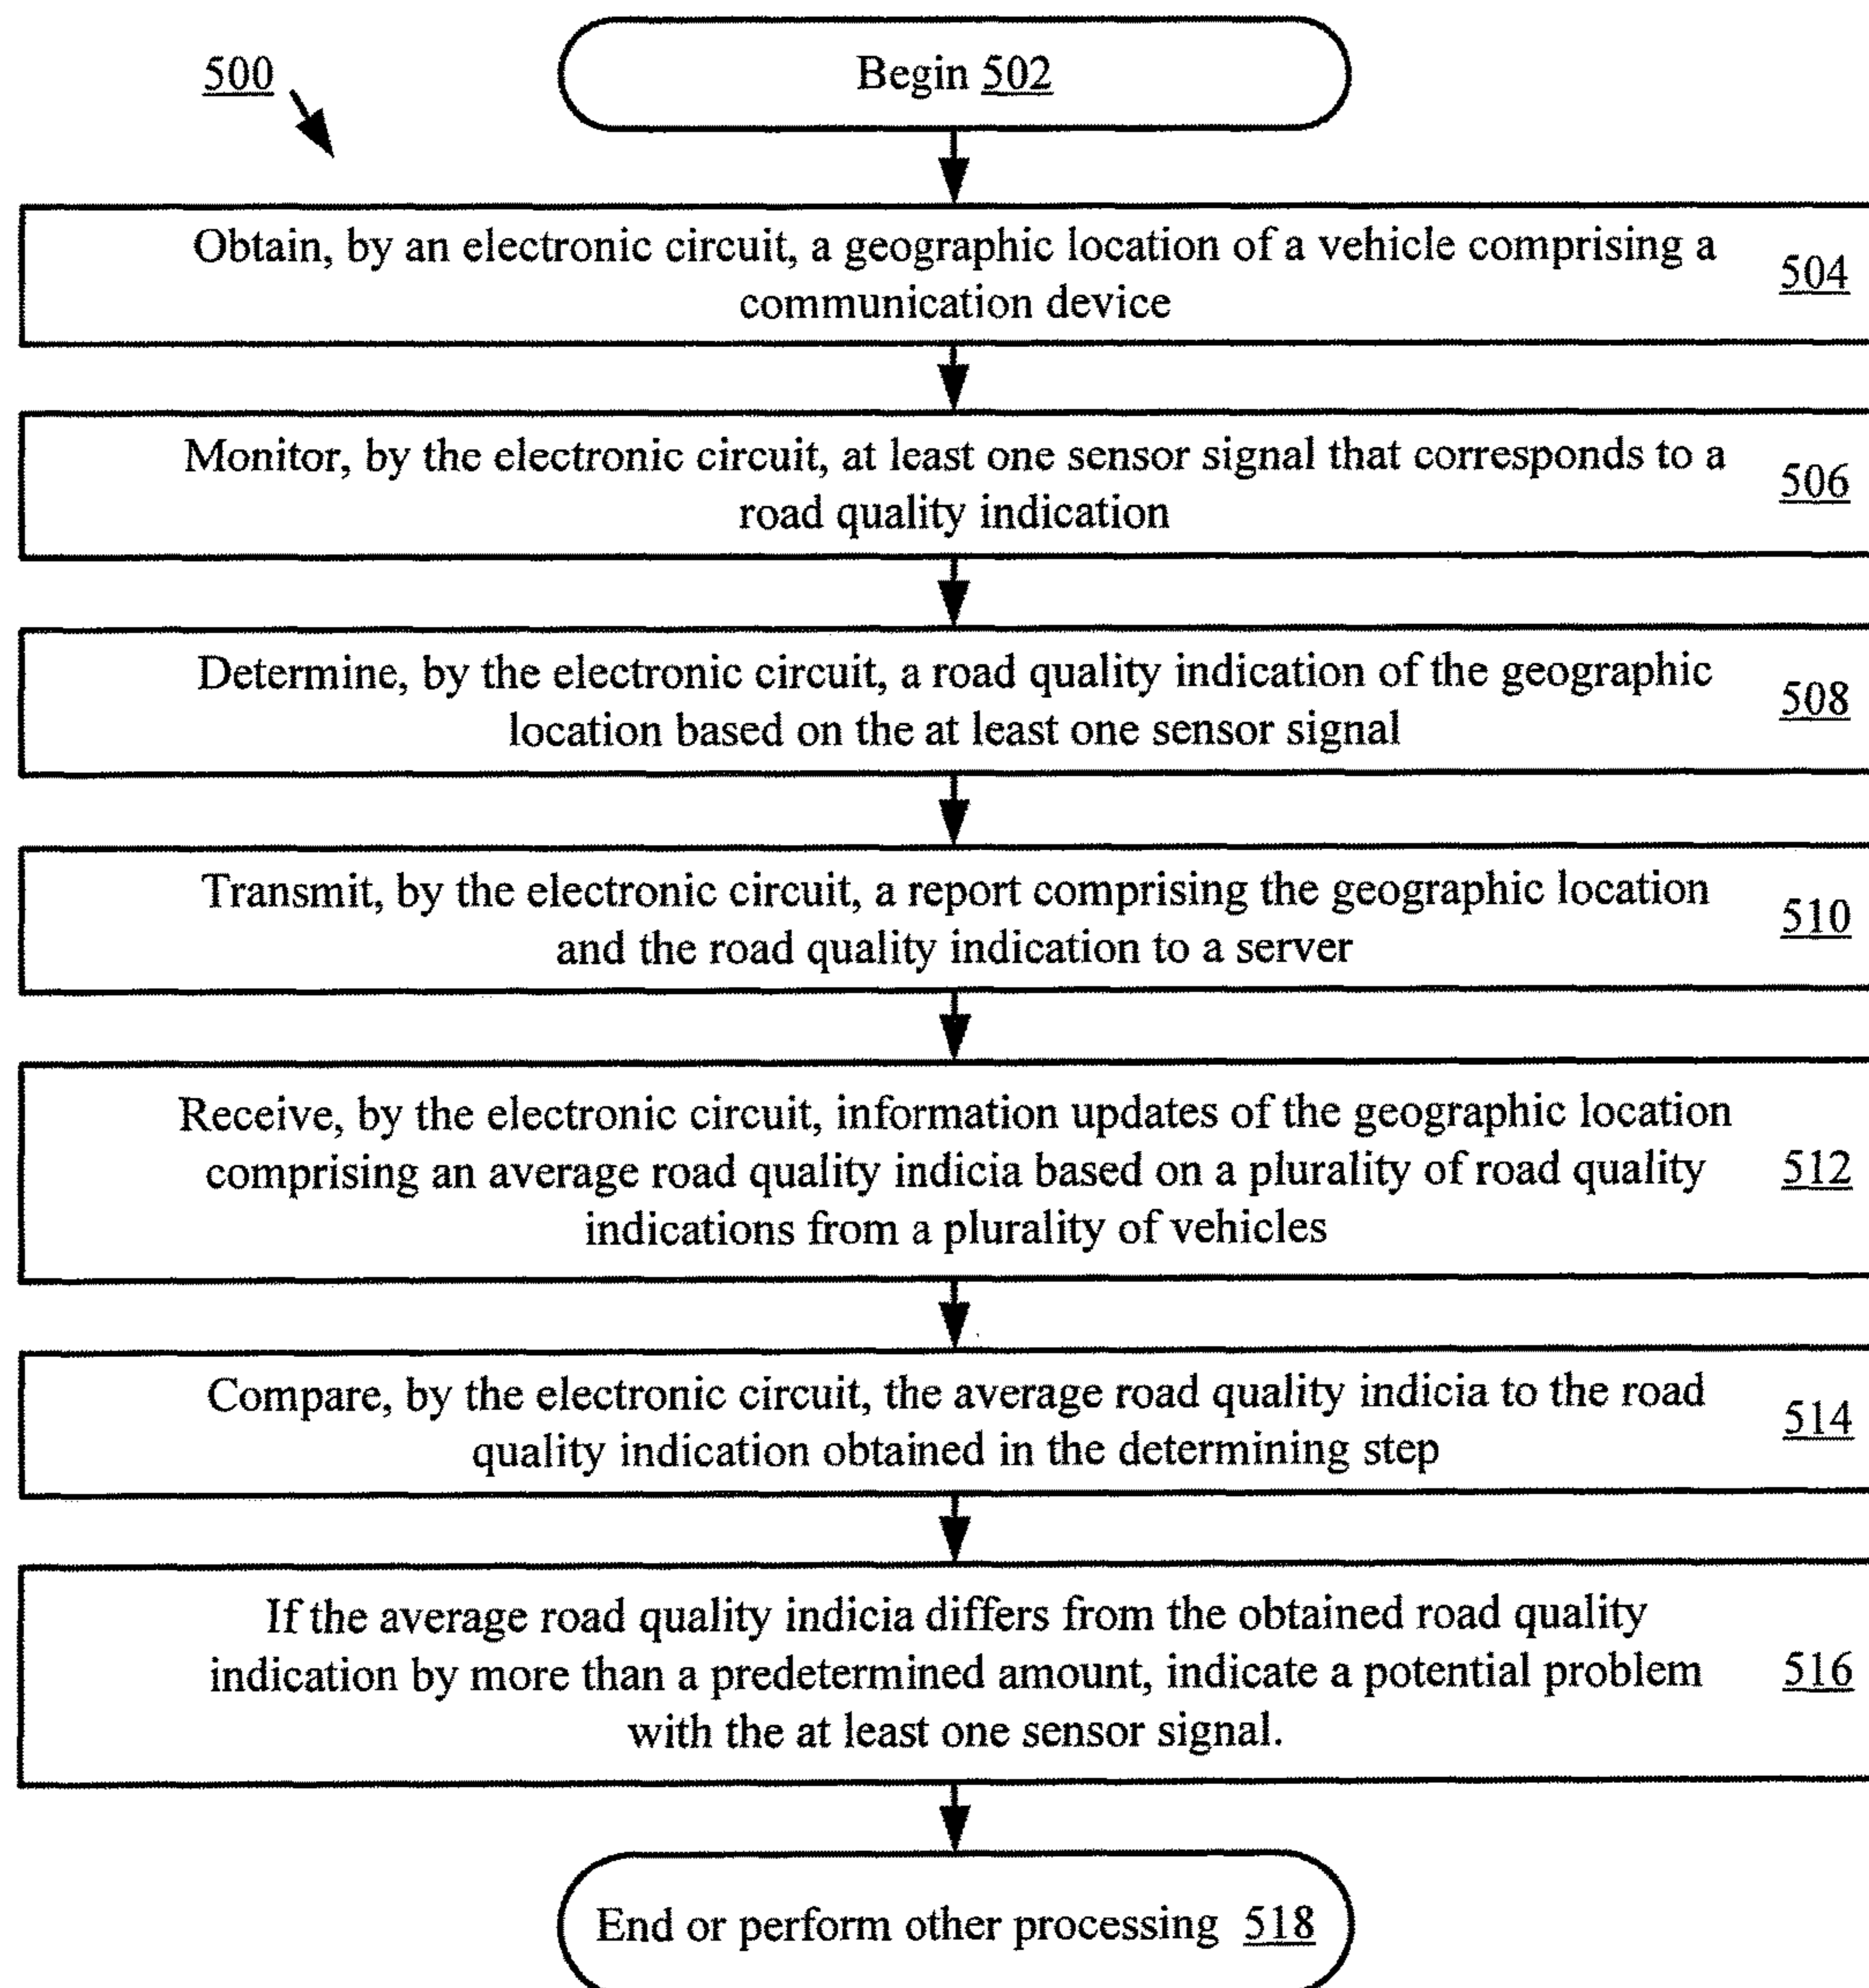 500
Begin 502
Obtain, by an electronic circuit, a geographic location of a vehicle comprising a
communication device
504
Monitor, by the electronic circuit, at least one sensor signal that corresponds to a
road quality indication
506
Determine, by the electronic circuit, a road quality indication of the geographic
location based on the at least one sensor signal
508
Transmit, by the electronic circuit, a report comprising the geographic location
and the road quality indication to a server
510
Receive, by the electronic circuit, information updates of the geographic location
comprising an average road quality indicia based on a plurality of road quality
indications from a plurality of vehicles
512
Compare, by the electronic circuit, the average road quality indicia to the road
quality indication obtained in the determining step
514
If the average road quality indicia differs from the obtained road quality
indication by more than a predetermined amount, indicate a potential problem
with the at least one sensor signal.
516
End or perform other processing 518